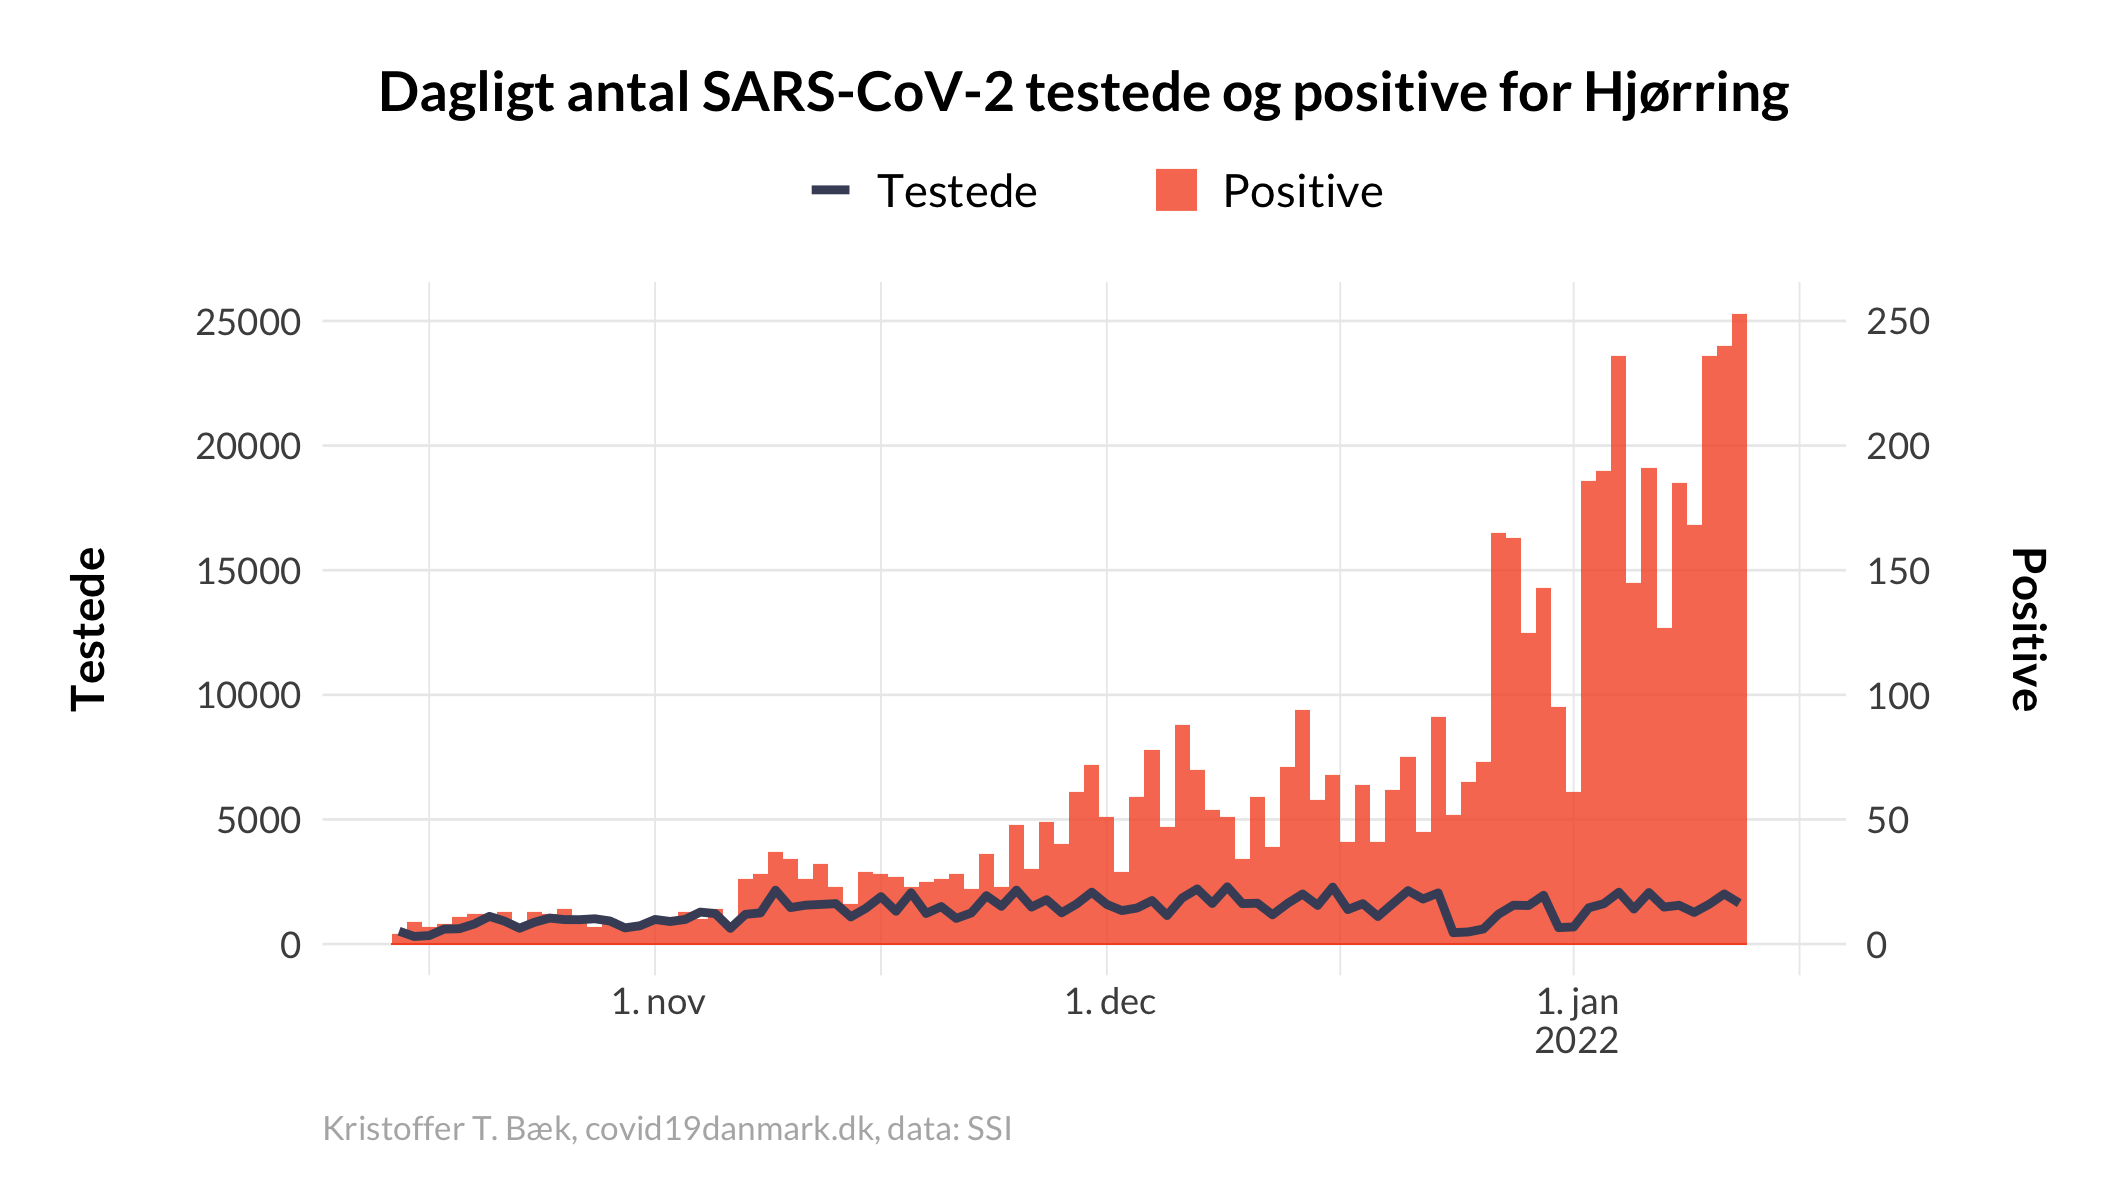 Dagligt antal SARS-CoV-2 testede og positive for Hjørring
Testede
Positive
25000
20000
15000
10000
5000
0
Testede
250
200
150
100
50
0
Positive
1. nov
1. dec
1. jan
2022
Kristoffer T. Bæk, covid19danmark.dk, data: SSI